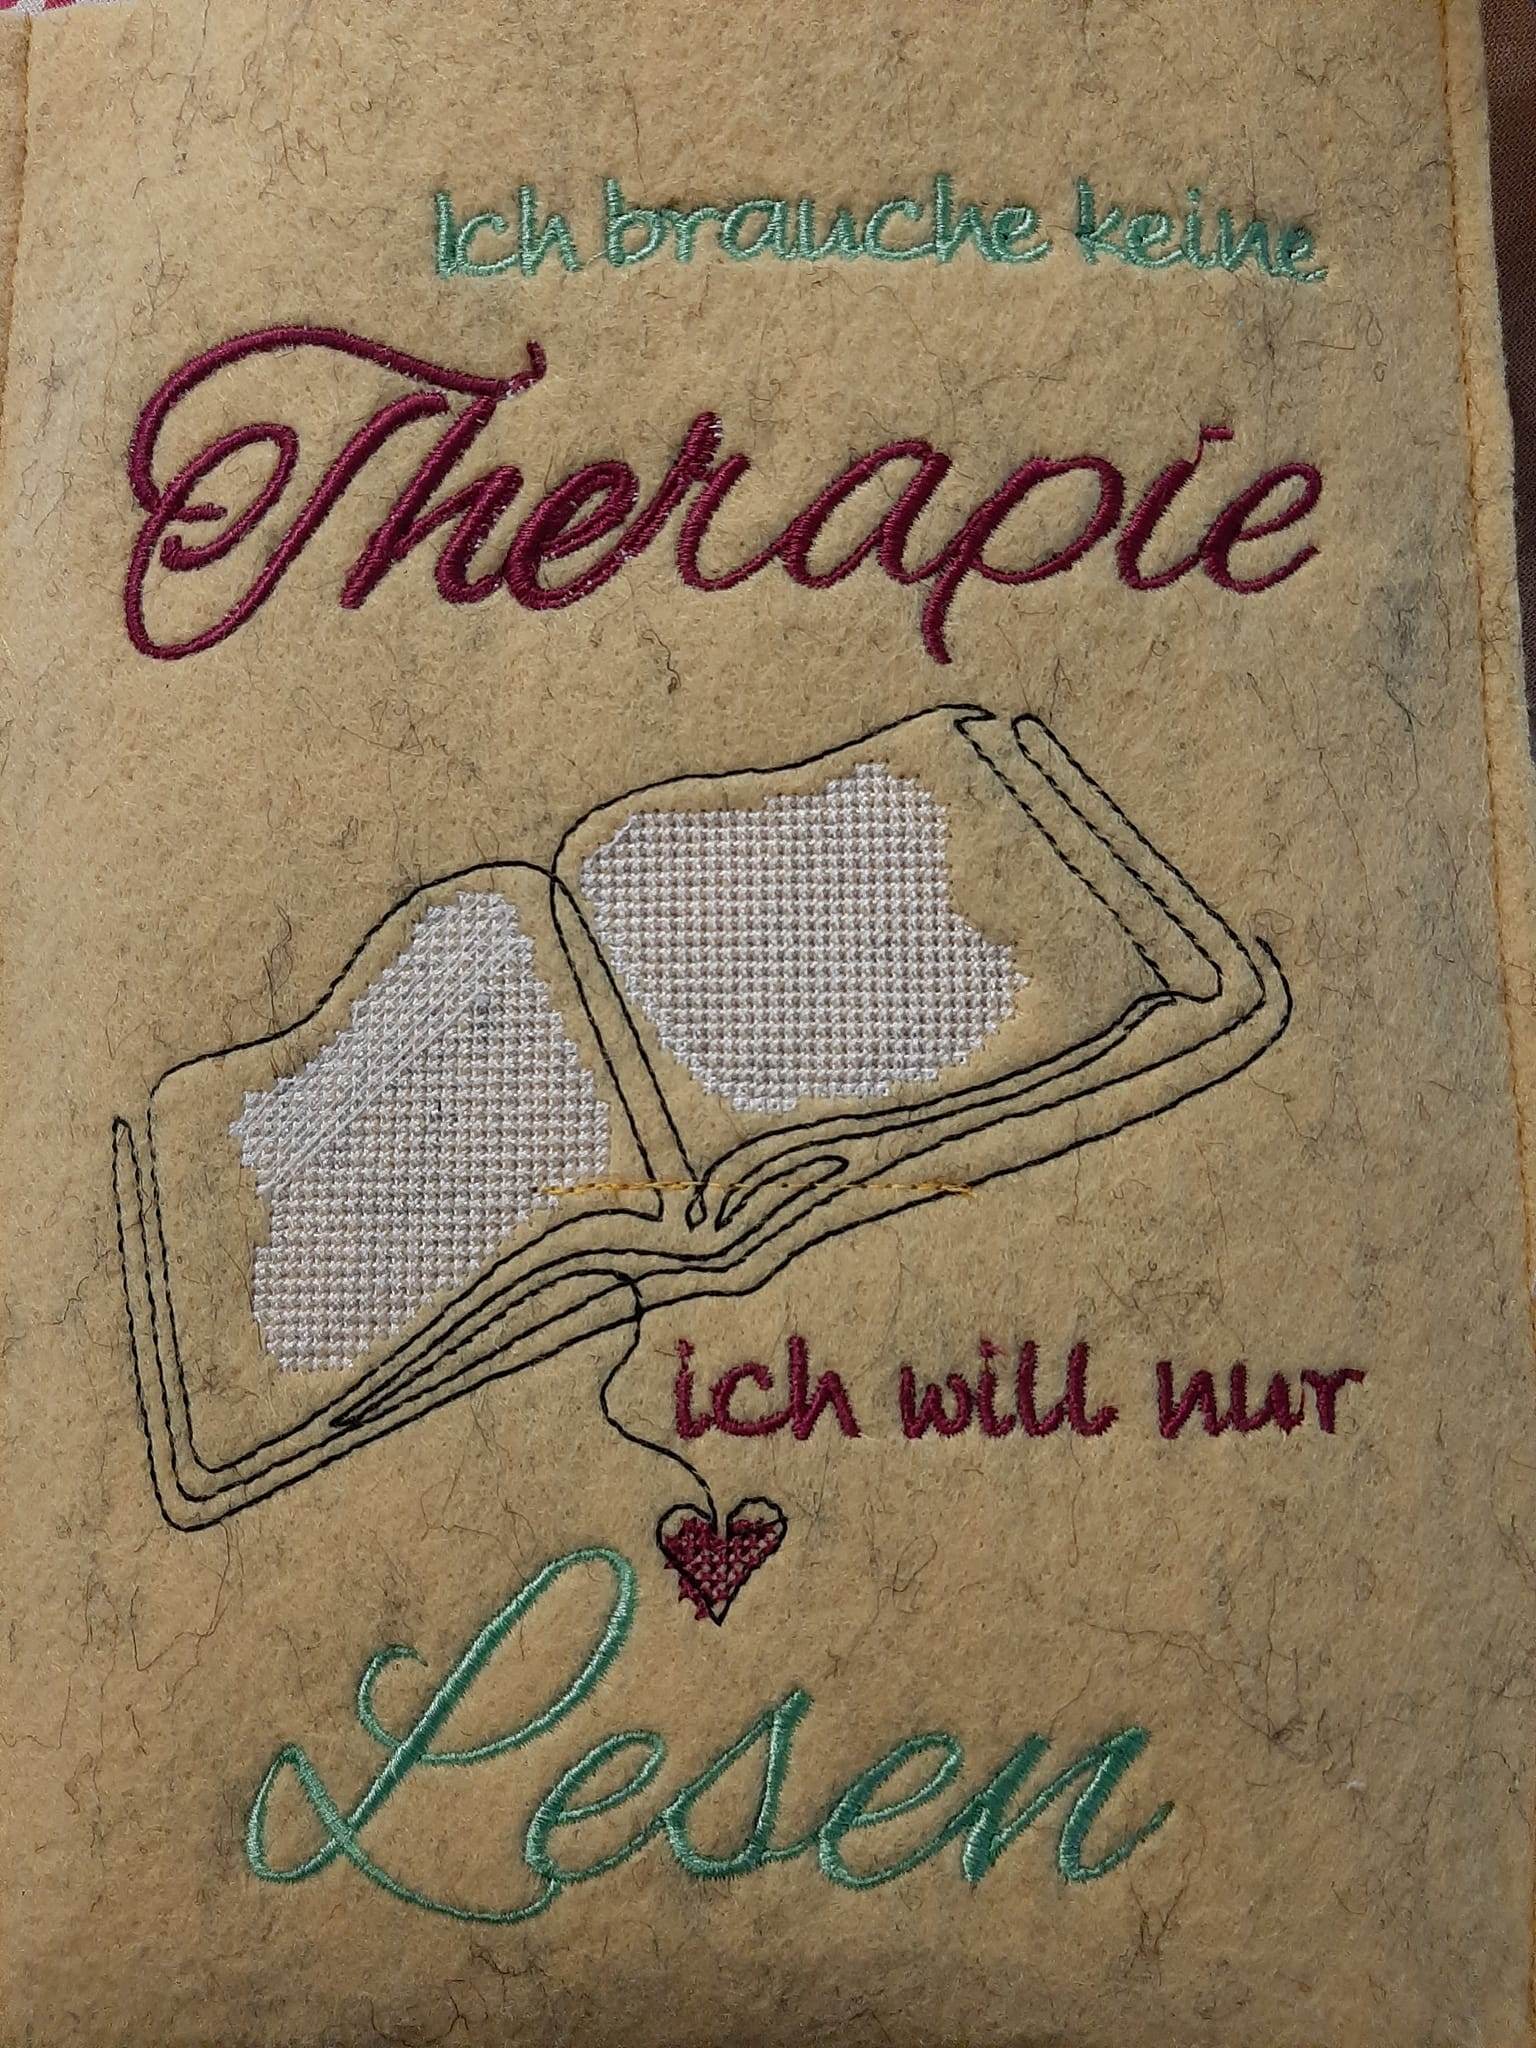 Ich brauche keine
Therapie
ich will nur
Lesen